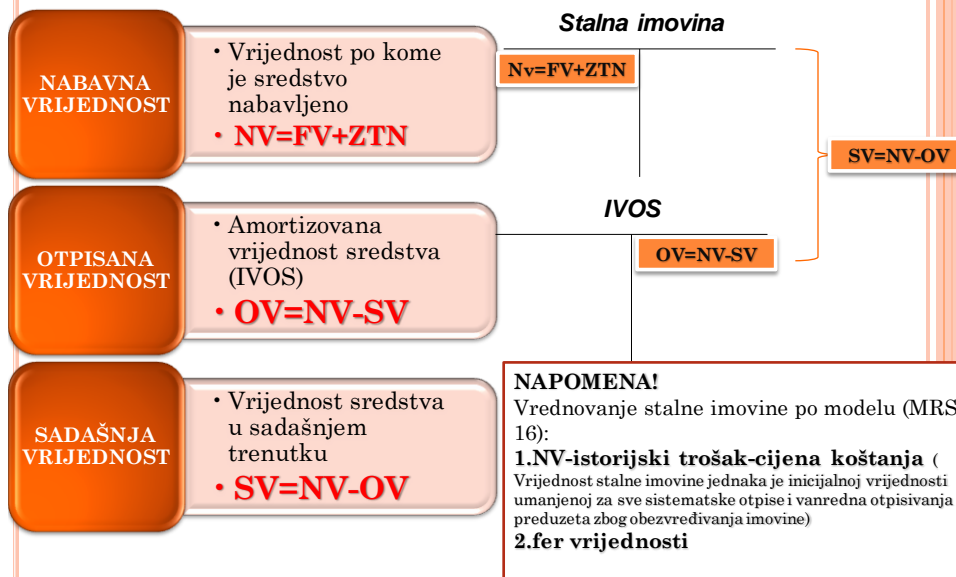 NABAVNA
VRIJEDNOST
• Vrijednost po kome
je sredstvo
nabavljeno
• NV=FV+ZTN
OTPISANA
VRIJEDNOST
• Amortizovana
vrijednost sredstva
(IVOS)
• OV=NV-SV
SADAŠNJA
VRIJEDNOST
• Vrijednost sredstva
u sadašnjem
trenutku
• SV=NV-OV
Stalna imovina
Nv=FV+ZTN
SV=NV-OV
IVOS
OV=NV-SV
NAPOMENA!
Vrednovanje stalne imovine po modelu (MRS
16):
1.NV-istorijski trošak-cijena koštanja (
Vrijednost stalne imovine jednaka je inicijalnoj vrijednosti
umanjenoj za sve sistematske otpise i vanredna otpisivanja
preduzeta zbog obezvređivanja imovine)
2.fer vrijednosti